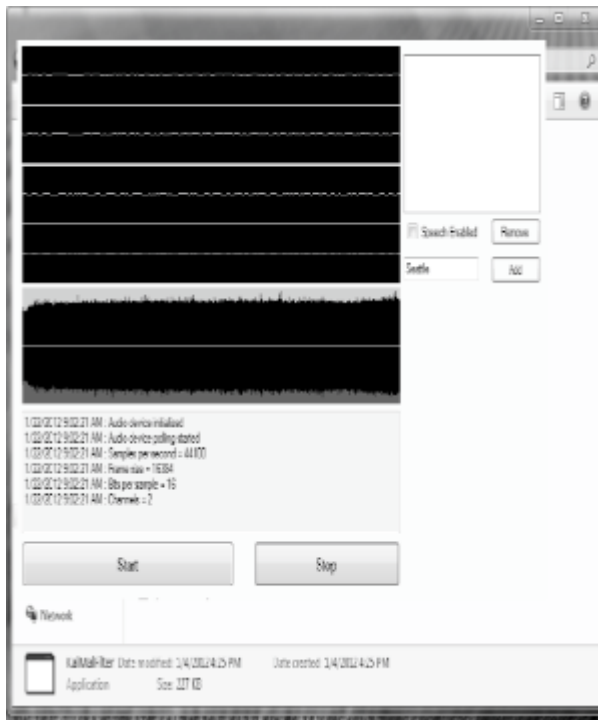 Speech Enabled
Remove
Seattle
Add
1/22/2012 9:02:21 AM : Audio device initialized
1/22/2012 9:02:21 AM : Audio device polling started
1/22/2012 9:02:21 AM : Samples per second = 44100
1/22/2012 9:02:21 AM : Frame size = 16384
1/22/2012 9:02:21 AM : Bits per sample = 16
1/22/2012 9:02:21 AM : Channels = 2
Start
Stop
Network
Date modified: 1/4/2012 4:25 PM
Date created: 1/4/2012 4:25 PM
Application
Size: 227 KB